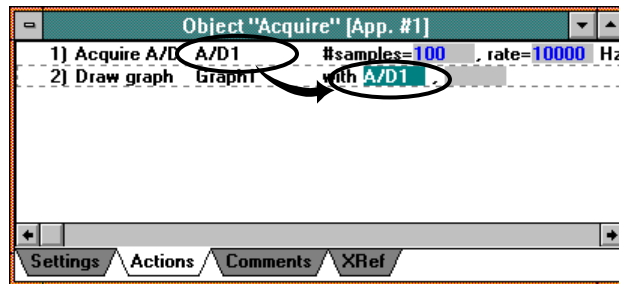 Object "Acquire" [App. #1]
1) Acquire A/D A/D1 #samples=100 , rate=10000 Hz
2) Draw graph Graph1 with A/D1 ,
Settings Actions Comments XRef